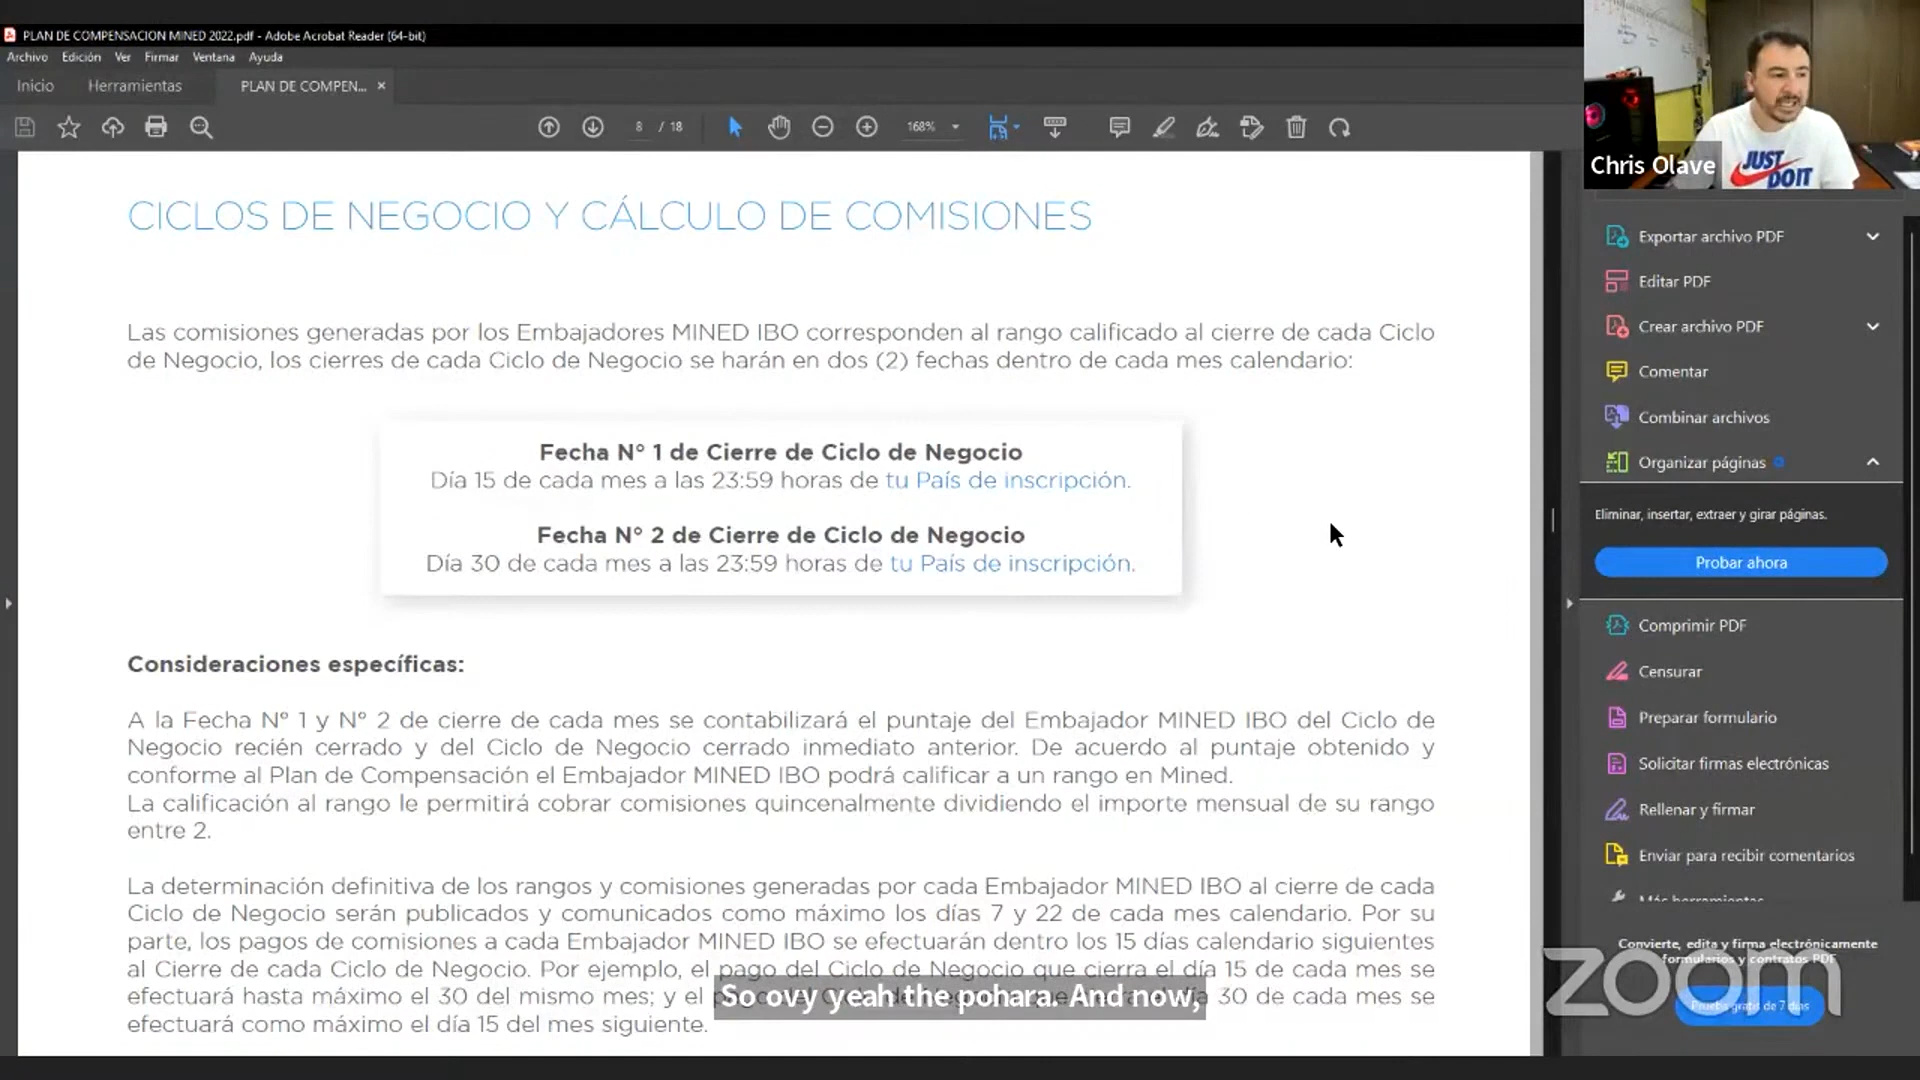 PLAN DE COMPENSACION MINED 2022.pdf - Adobe Acrobat Reader (64-bit)
Archivo Edición Ver Firmar Ventana Ayuda
Inicio Herramientas PLAN DE COMPEN... ×
8 / 18 168%
CICLOS DE NEGOCIO Y CÁLCULO DE COMISIONES
Las comisiones generadas por los Embajadores MINED IBO corresponden al rango calificado al cierre de cada Ciclo
de Negocio, los cierres de cada Ciclo de Negocio se harán en dos (2) fechas dentro de cada mes calendario:
Fecha N° 1 de Cierre de Ciclo de Negocio
Día 15 de cada mes a las 23:59 horas de tu País de inscripción.
Fecha N° 2 de Cierre de Ciclo de Negocio
Día 30 de cada mes a las 23:59 horas de tu País de inscripción.
Consideraciones específicas:
A la Fecha N° 1 y N° 2 de cierre de cada mes se contabilizará el puntaje del Embajador MINED IBO del Ciclo de
Negocio recién cerrado y del Ciclo de Negocio cerrado inmediato anterior. De acuerdo al puntaje obtenido y
conforme al Plan de Compensación el Embajador MINED IBO podrá calificar a un rango en Mined.
La calificación al rango le permitirá cobrar comisiones quincenalmente dividiendo el importe mensual de su rango
entre 2.
La determinación definitiva de los rangos y comisiones generadas por cada Embajador MINED IBO al cierre de cada
Ciclo de Negocio serán publicados y comunicados como máximo los días 7 y 22 de cada mes calendario. Por su
parte, los pagos de comisiones a cada Embajador MINED IBO se efectuarán dentro los 15 días calendario siguientes
al Cierre de cada Ciclo de Negocio. Por ejemplo, el pago del Ciclo de Negocio que cierra el día 15 de cada mes se
efectuará hasta máximo el 30 del mismo mes; y el 30 de cada mes se
efectuará como máximo el día 15 del mes siguiente.
So ovy yeah the pohara. And now,
JUST
DO IT
Chris Olave
Exportar archivo PDF
Editar PDF
Crear archivo PDF
Comentar
Combinar archivos
Organizar páginas
Eliminar, insertar, extraer y girar páginas.
Probar ahora
Comprimir PDF
Censurar
Preparar formulario
Solicitar firmas electrónicas
Rellenar y firmar
Enviar para recibir comentarios
Más herramientas
Convierte, edita y firma electrónicamente
formularios y contratos PDF
Prueba gratis de 7 días
zoom